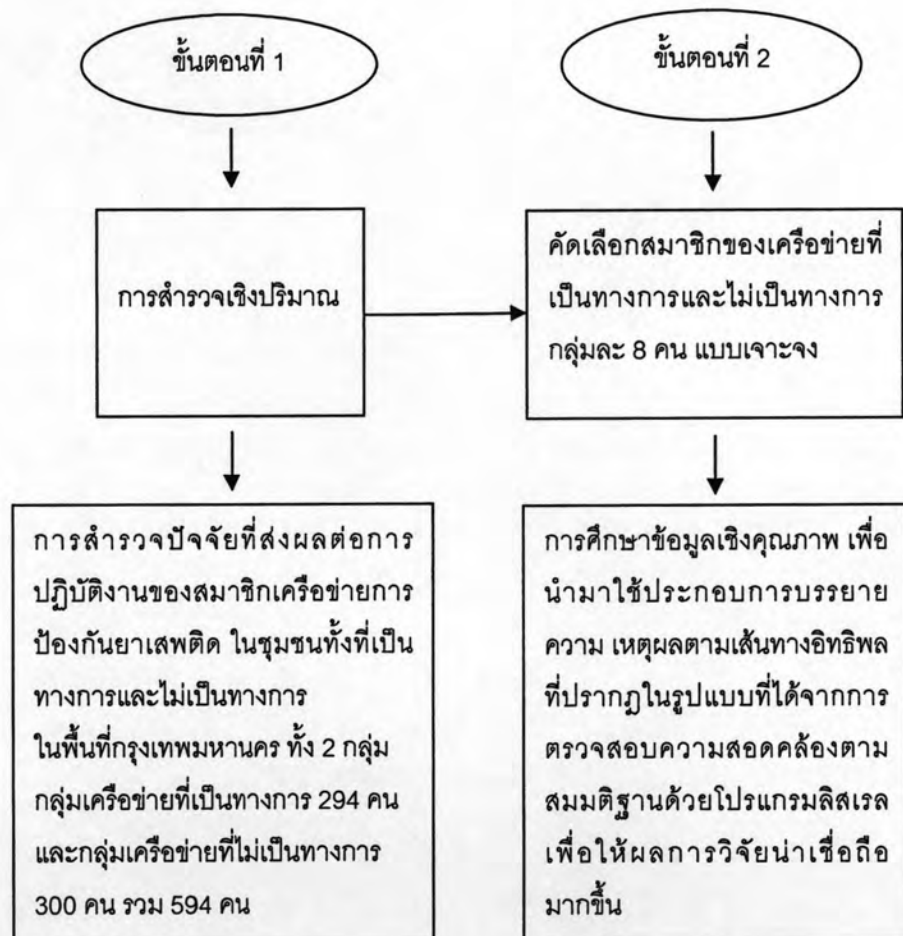 ขั้นตอนที่ 1
ขั้นตอนที่ 2
การสำรวจเชิงปริมาณ
คัดเลือกสมาชิกของเครือข่ายที่
เป็นทางการและไม่เป็นทางการ
กลุ่มละ 8 คน แบบเจาะจง
การสำรวจปัจจัยที่ส่งผลต่อการ
ปฏิบัติงานของสมาชิกเครือข่ายการ
ป้องกันยาเสพติด ในชุมชนทั้งที่เป็น
ทางการและไม่เป็นทางการ
ในพื้นที่กรุงเทพมหานคร ทั้ง 2 กลุ่ม
กลุ่มเครือข่ายที่เป็นทางการ 294 คน
และกลุ่มเครือข่ายที่ไม่เป็นทางการ
300 คน รวม 594 คน
การศึกษาข้อมูลเชิงคุณภาพ เพื่อ
นำมาใช้ประกอบการบรรยาย
ความ เหตุผลตามเส้นทางอิทธิพล
ที่ปรากฏในรูปแบบที่ได้จากการ
ตรวจสอบความสอดคล้องตาม
สมมติฐานด้วยโปรแกรมลิสเรล
เพื่อให้ผลการวิจัยน่าเชื่อถือ
มากขึ้น